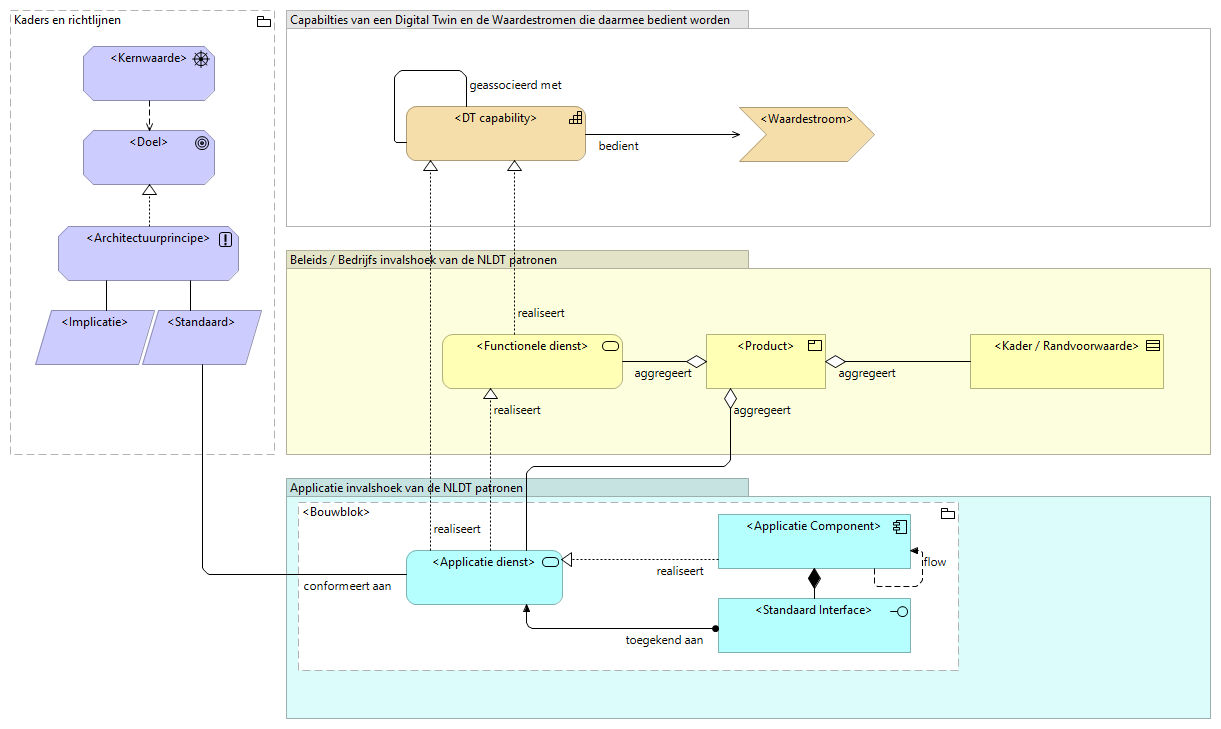 Kaders en richtlijnen
<Kernwaarde>
<Doel>
<Architectuurprincipe>
<Implicatie>
<Standaard>
Capabilties van een Digital Twin en de Waardestromen die daarmee bedient worden
geassocieerd met
<DT capability>
bedient
<Waardestroom>
Beleids / Bedrijfs invalshoek van de NLDT patronen
realiseert
<Functionele dienst>
aggregeert
<Product>
aggregeert
<Kader / Randvoorwaarde>
realiseert
aggregeert
Applicatie invalshoek van de NLDT patronen
<Bouwblok>
realiseert
<Applicatie dienst>
conformeert aan
realiseert
<Applicatie Component>
flow
<Standaard Interface>
toegekend aan